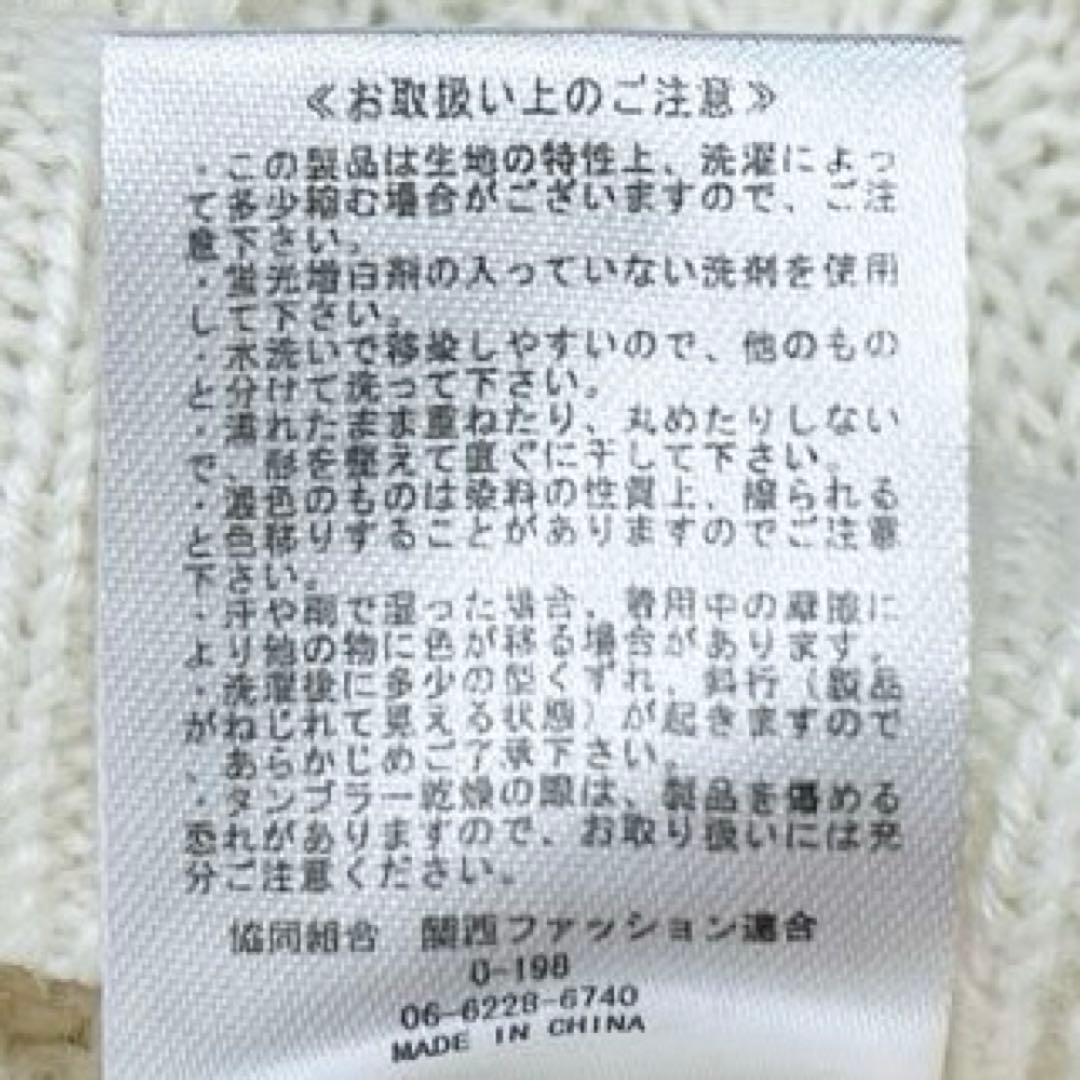 ≪お取扱い上のご注意≫
・この製品は生地の特性上、洗濯によっ
て多少縮む場合がございますので、ご注
意下さい。
・蛍光増白剤の入っていない洗剤を使用
して下さい。
・水洗いで移染しやすいので、他のもの
と分けて洗って下さい。
・濡れたまま重ねたり、丸めたりしない
で、形を整えて直ぐに干して下さい。
・濃色のものは染料の性質上、擦られる
と色移りすることがありますのでご注意
下さい。
・汗や雨で湿った場合、着用中の摩擦に
より他の物に色が移る場合があります。
・洗濯後に多少の型くずれ、斜行(製品
がねじれて見える状態)が起きますので
、あらかじめご了承下さい。
・タンブラー乾燥の際は、製品を傷める
恐れがありますので、お取り扱いには充
分ご注意ください。
協同組合 関西ファッション連合
O-198
06-6228-6740
MADE IN CHINA